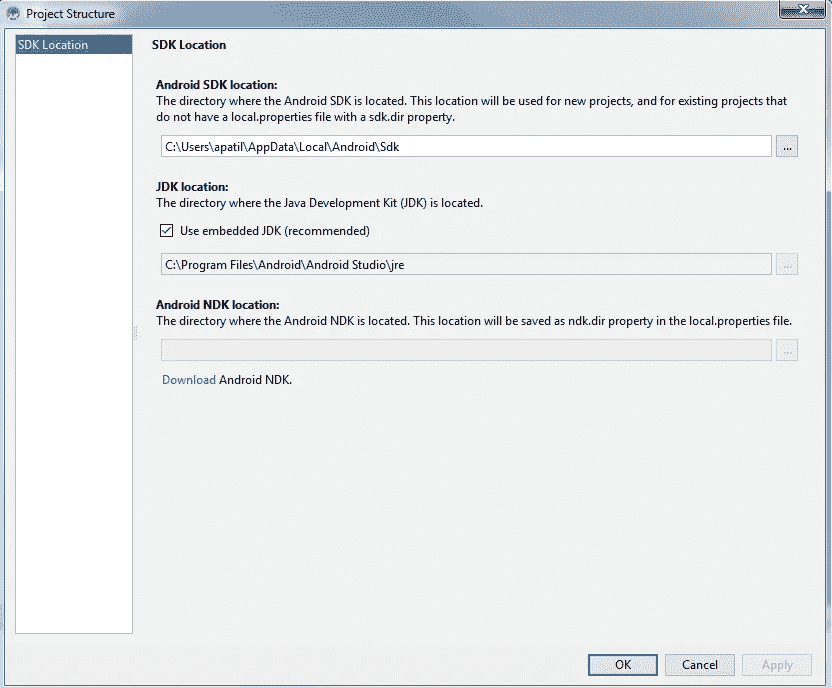 Project Structure
SDK Location
SDK Location
Android SDK location:
The directory where the Android SDK is located. This location will be used for new projects, and for existing projects that
do not have a local.properties file with a sdk.dir property.
C:\Users\apatil\AppData\Local\Android\Sdk
...
JDK location:
The directory where the Java Development Kit (JDK) is located.
Use embedded JDK (recommended)
C:\Program Files\Android\Android Studio\jre
...
Android NDK location:
The directory where the Android NDK is located. This location will be saved as ndk.dir property in the local.properties file.
...
Download Android NDK.
OK Cancel Apply